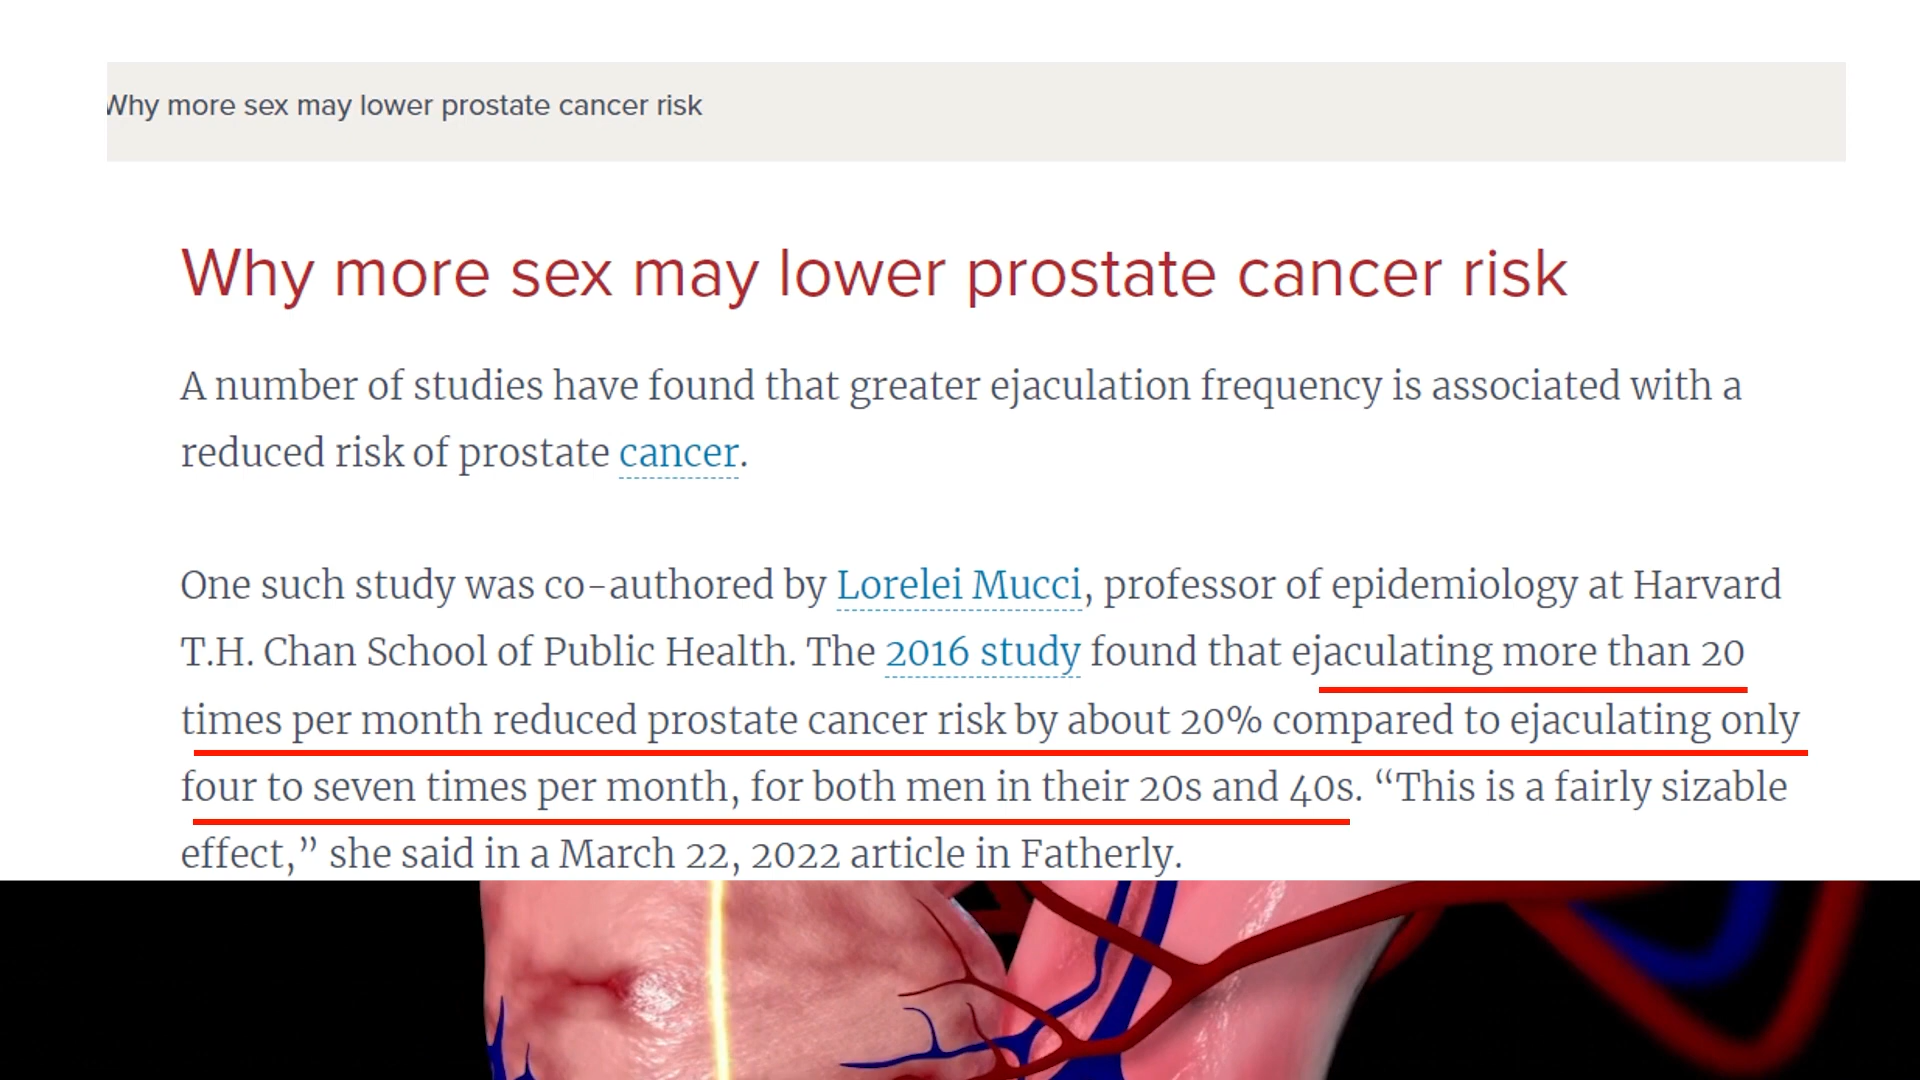 Why more sex may lower prostate cancer risk
Why more sex may lower prostate cancer risk
A number of studies have found that greater ejaculation frequency is associated with a
reduced risk of prostate cancer.
One such study was co-authored by Lorelei Mucci, professor of epidemiology at Harvard
T.H. Chan School of Public Health. The 2016 study found that ejaculating more than 20
times per month reduced prostate cancer risk by about 20% compared to ejaculating only
four to seven times per month, for both men in their 20s and 40s. “This is a fairly sizable
effect,” she said in a March 22, 2022 article in Fatherly.